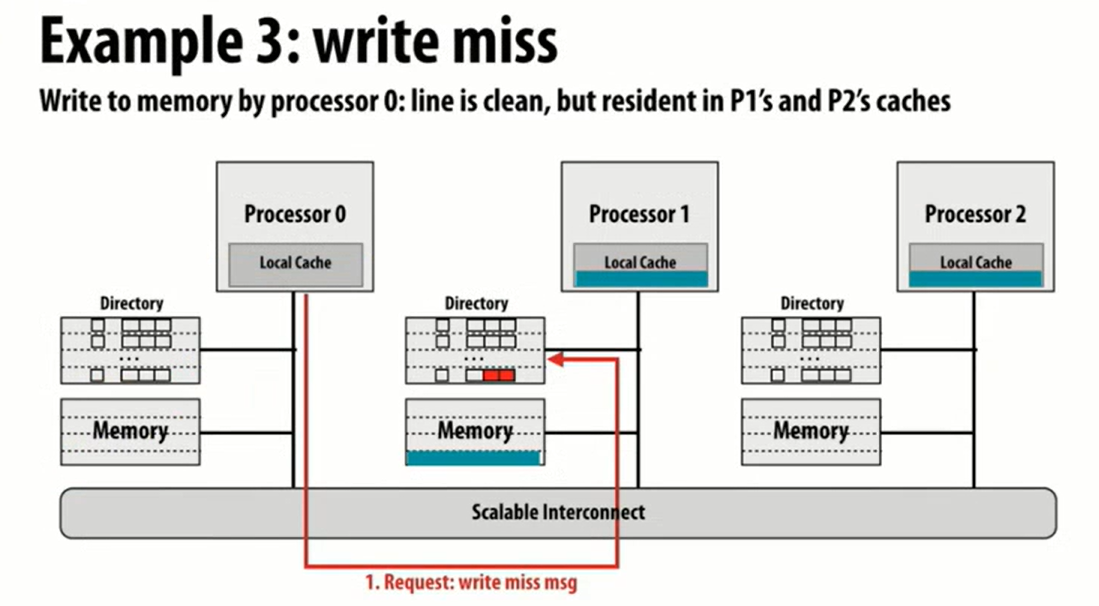 Example 3: write miss
Write to memory by processor 0: line is clean, but resident in P1's and P2's caches
Processor 0
Local Cache
Processor 1
Local Cache
Processor 2
Local Cache
Directory
...
Memory
Directory
...
Memory
Directory
...
Memory
Scalable Interconnect
1. Request: write miss msg